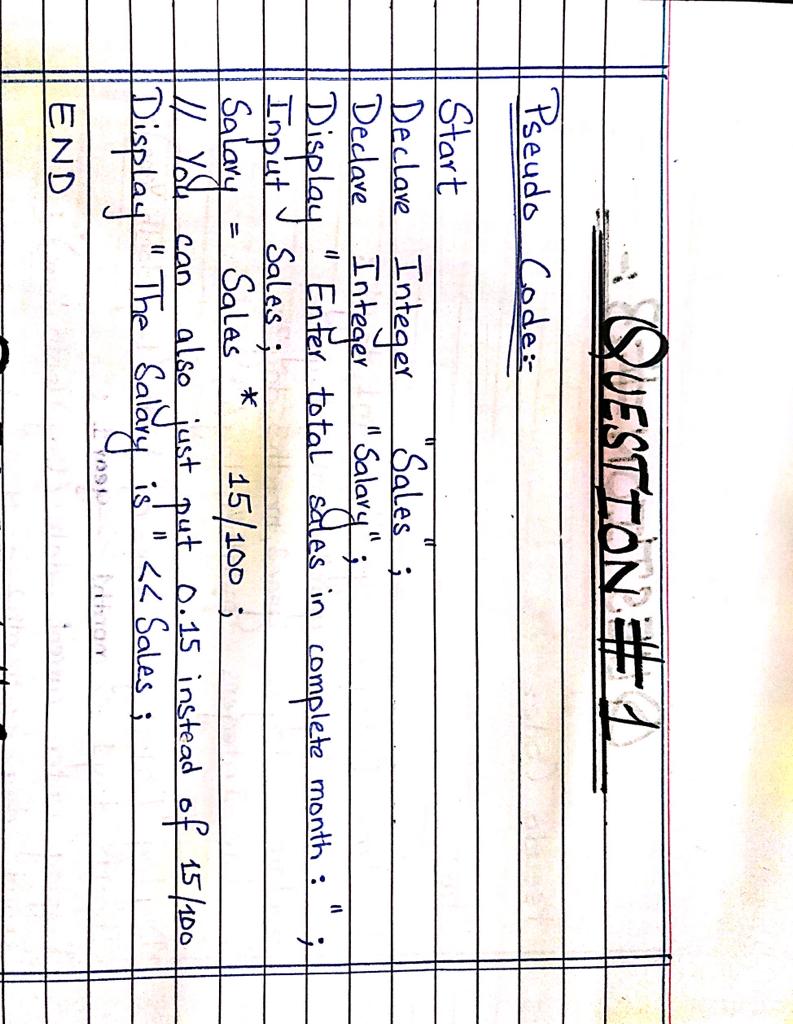 QUESTION # 1
Pseudo Code:-
Start
Declare Integer "Sales";
Declare Integer "Salary";
Display "Enter total sales in complete month: ";
Input Sales;
Salary = Sales * 15/100;
// You can also just put 0.15 instead of 15/100
Display "The Salary is" << Sales;
END